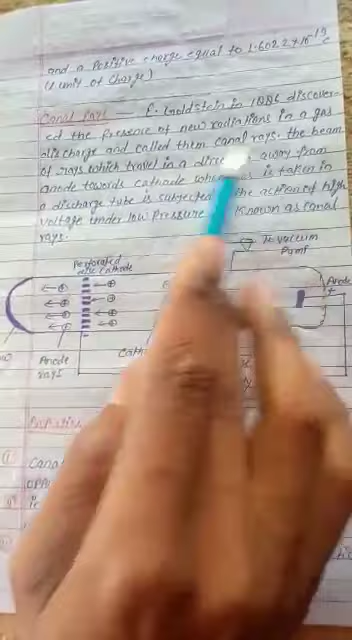 and a Positive charge equal to 1.6022 × 10⁻¹⁹ C
(1 unit of charge)
Canal Rays — E. Goldstein in 1886 discover
ed the presence of new radiations in a gas
discharge and called them canal rays. the beam
of rays which travel in a away from
anode towards cathode is taken in
a discharge tube is subjected the action of high
voltage under low Pressure Known as canal
rays.
To vacuum
Pump
Perforated
cathode
Anode
+
Anode
rays
Cath
Cana
OPP